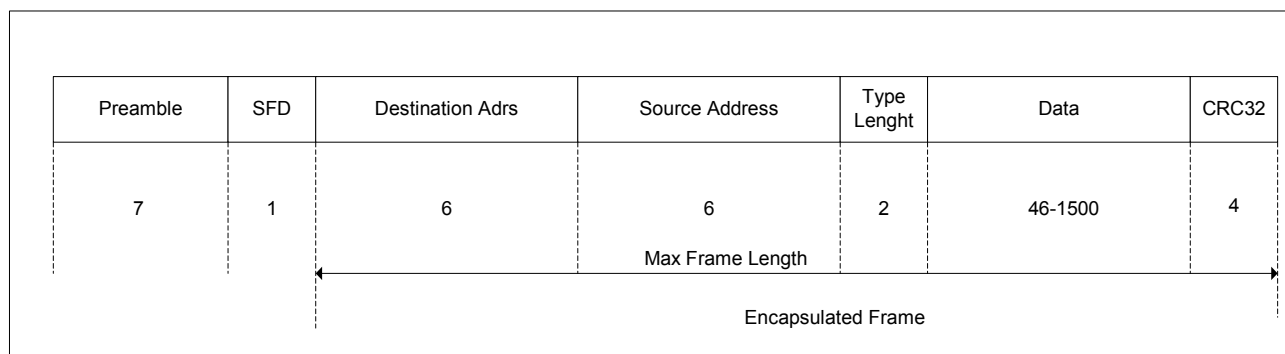 Preamble
SFD
Destination Adrs
Source Address
Type
Lenght
Data
CRC32
7
1
6
6
2
46-1500
4
Max Frame Length
Encapsulated Frame